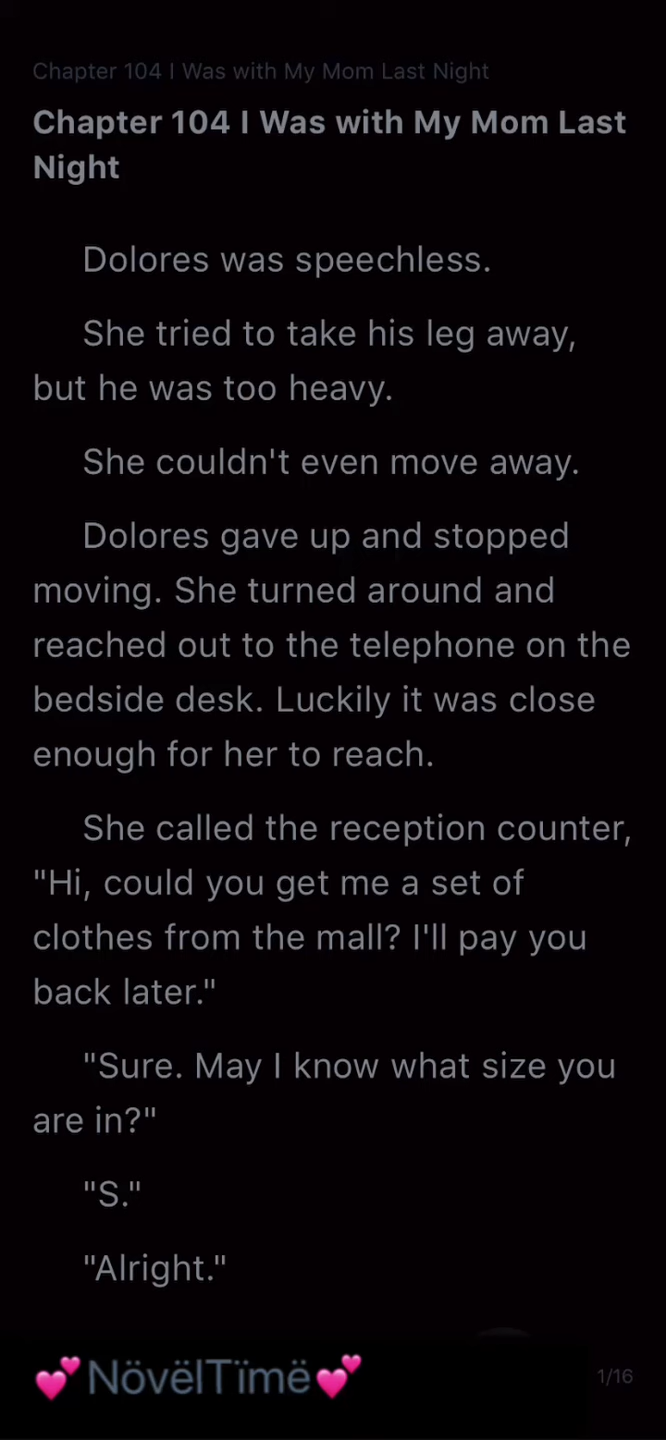 Chapter 104 I Was with My Mom Last Night
Chapter 104 I Was with My Mom Last
Night
Dolores was speechless.
She tried to take his leg away,
but he was too heavy.
She couldn't even move away.
Dolores gave up and stopped
moving. She turned around and
reached out to the telephone on the
bedside desk. Luckily it was close
enough for her to reach.
She called the reception counter,
"Hi, could you get me a set of
clothes from the mall? I'll pay you
back later."
"Sure. May I know what size you
are in?"
"S."
"Alright."
💕NövëlTïmë💕
1/16